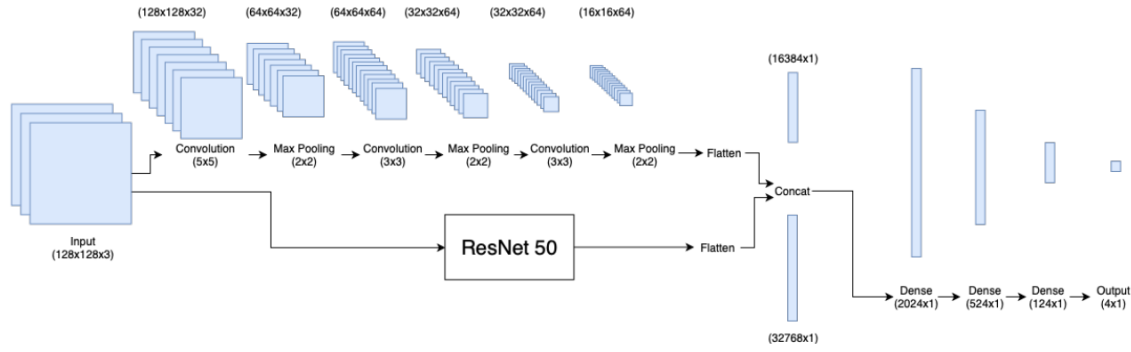 (128x128x32)
(64x64x32)
(64x64x64)
(32x32x64)
(32x32x64)
(16x16x64)
(16384x1)
Convolution
(5x5)
Max Pooling
(2x2)
Convolution
(3x3)
Max Pooling
(2x2)
Convolution
(3x3)
Max Pooling
(2x2)
Flatten
Concat
Input
(128x128x3)
ResNet 50
Flatten
Dense
(2024x1)
Dense
(524x1)
Dense
(124x1)
Output
(4x1)
(32768x1)